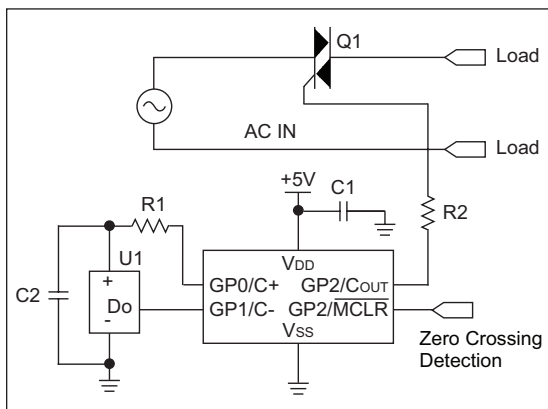 Q1
Load
AC IN
Load
+5V
C1
R1
R2
U1
VDD
+
GP0/C+
GP2/COUT
C2
Do
GP1/C-
GP2/MCLR
-
VSS
Zero Crossing
Detection